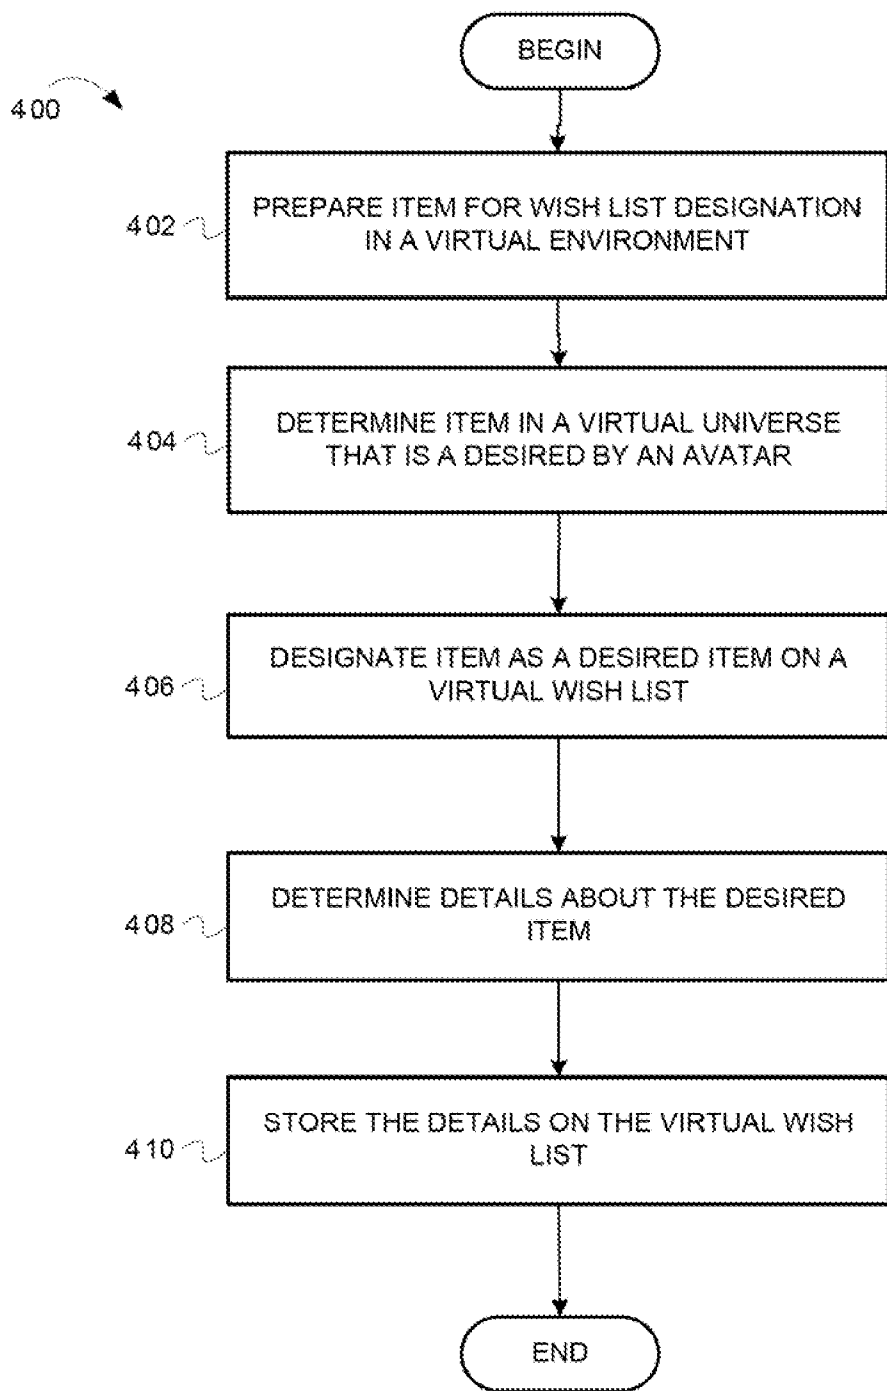 BEGIN
400
402
PREPARE ITEM FOR WISH LIST DESIGNATION
IN A VIRTUAL ENVIRONMENT
404
DETERMINE ITEM IN A VIRTUAL UNIVERSE
THAT IS A DESIRED BY AN AVATAR
406
DESIGNATE ITEM AS A DESIRED ITEM ON A
VIRTUAL WISH LIST
408
DETERMINE DETAILS ABOUT THE DESIRED
ITEM
410
STORE THE DETAILS ON THE VIRTUAL WISH
LIST
END